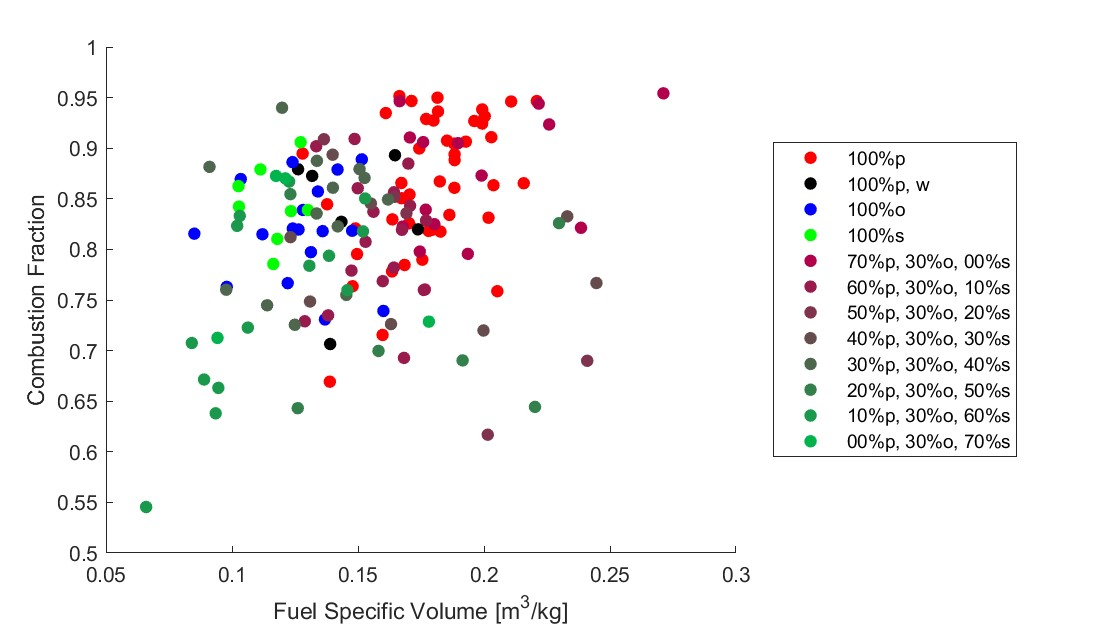 1
0.95
0.9
0.85
0.8
0.75
0.7
0.65
0.6
0.55
0.5
Combustion Fraction
0.05
0.1
0.15
0.2
0.25
0.3
Fuel Specific Volume [m³/kg]
100%p
100%p, w
100%o
100%s
70%p, 30%o, 00%s
60%p, 30%o, 10%s
50%p, 30%o, 20%s
40%p, 30%o, 30%s
30%p, 30%o, 40%s
20%p, 30%o, 50%s
10%p, 30%o, 60%s
00%p, 30%o, 70%s